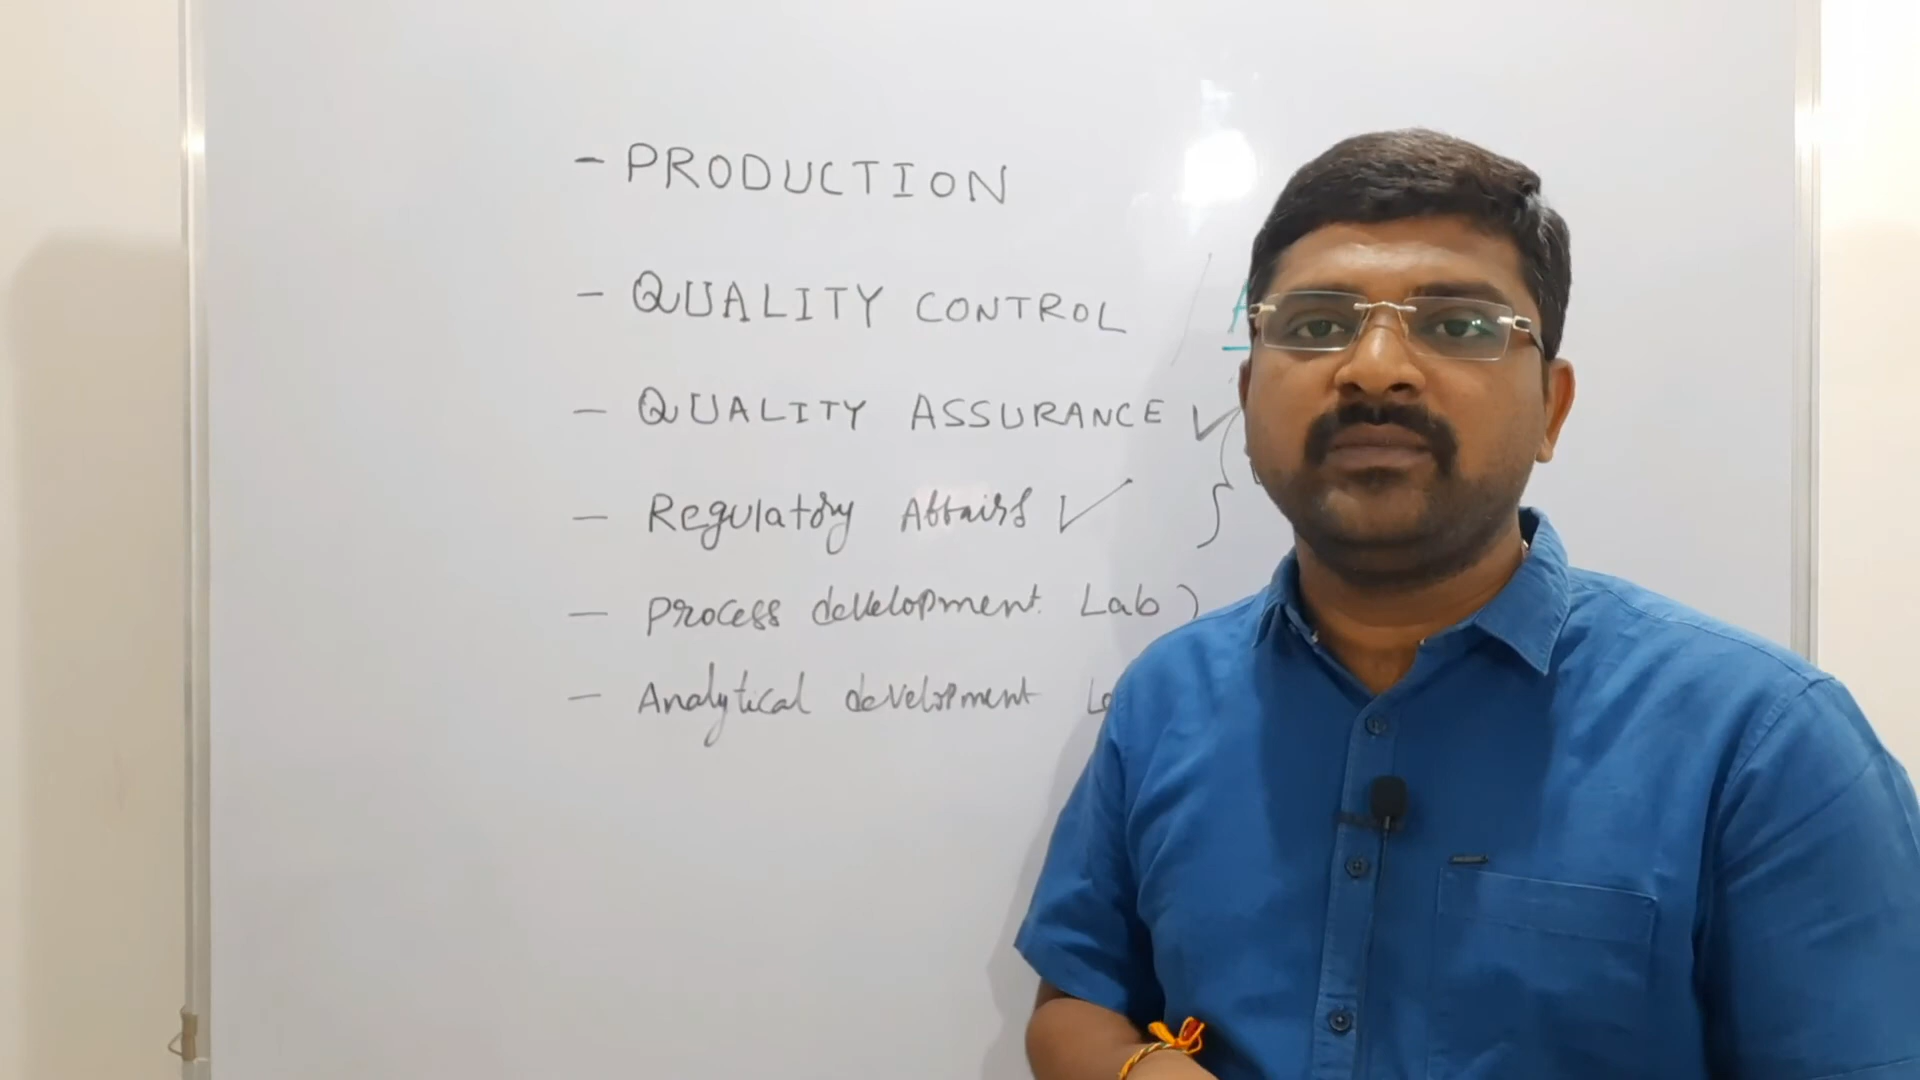 - PRODUCTION
- QUALITY CONTROL /
- QUALITY ASSURANCE ✓
- Regulatory Affairs ✓
- Process development Lab
- Analytical development